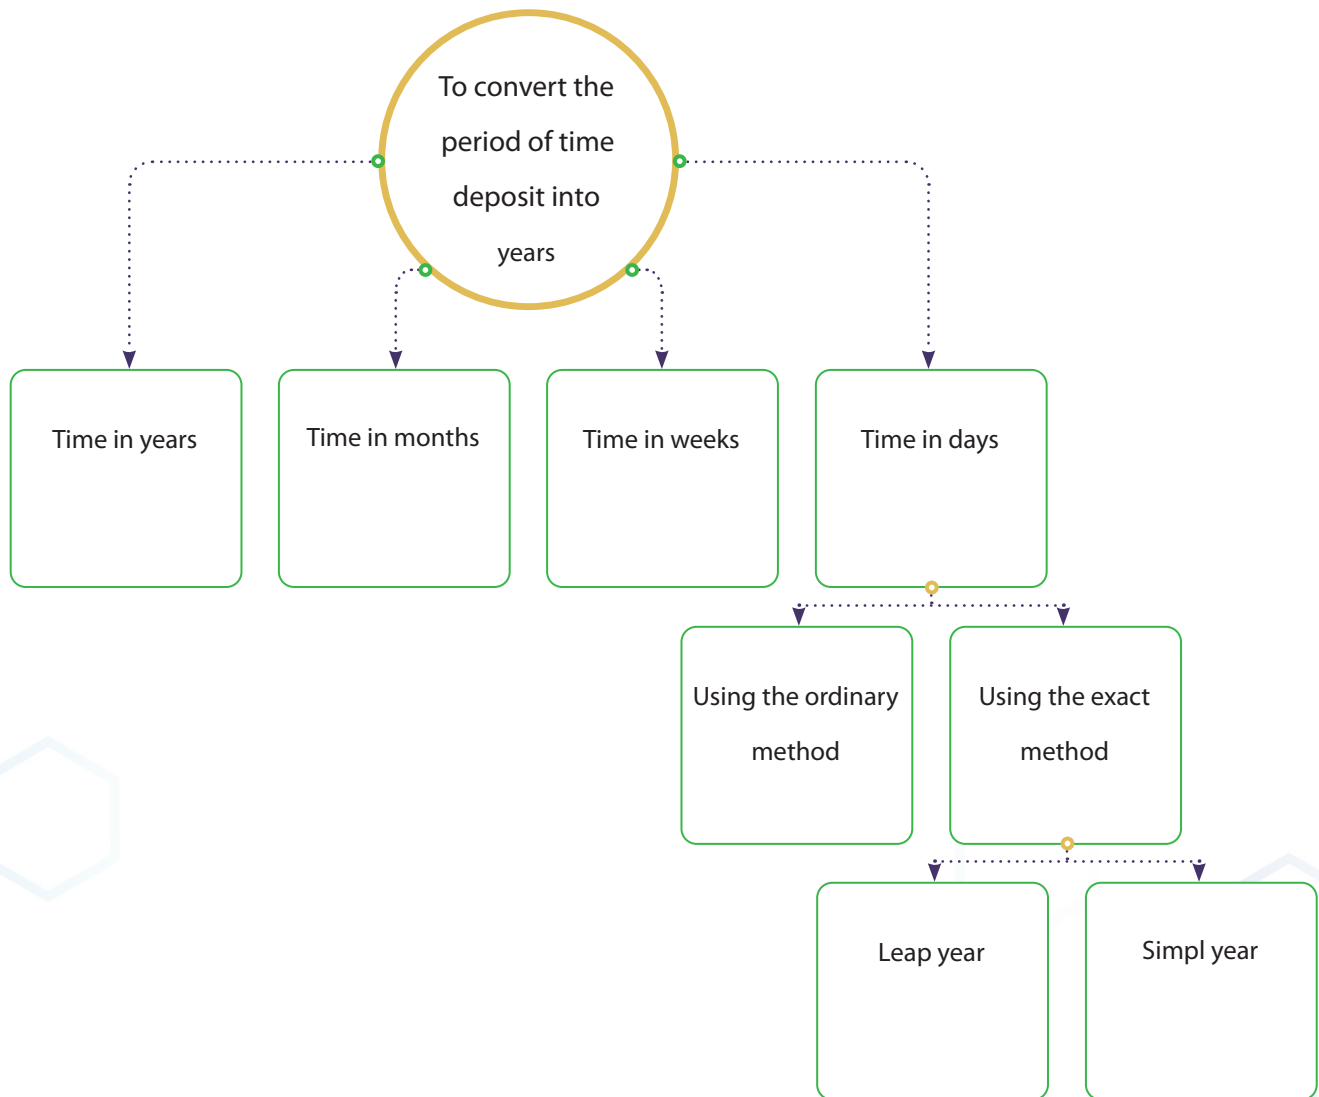 To convert the
period of time
deposit into
years
Time in years
Time in months
Time in weeks
Time in days
Using the ordinary
method
Using the exact
method
Leap year
Simpl year